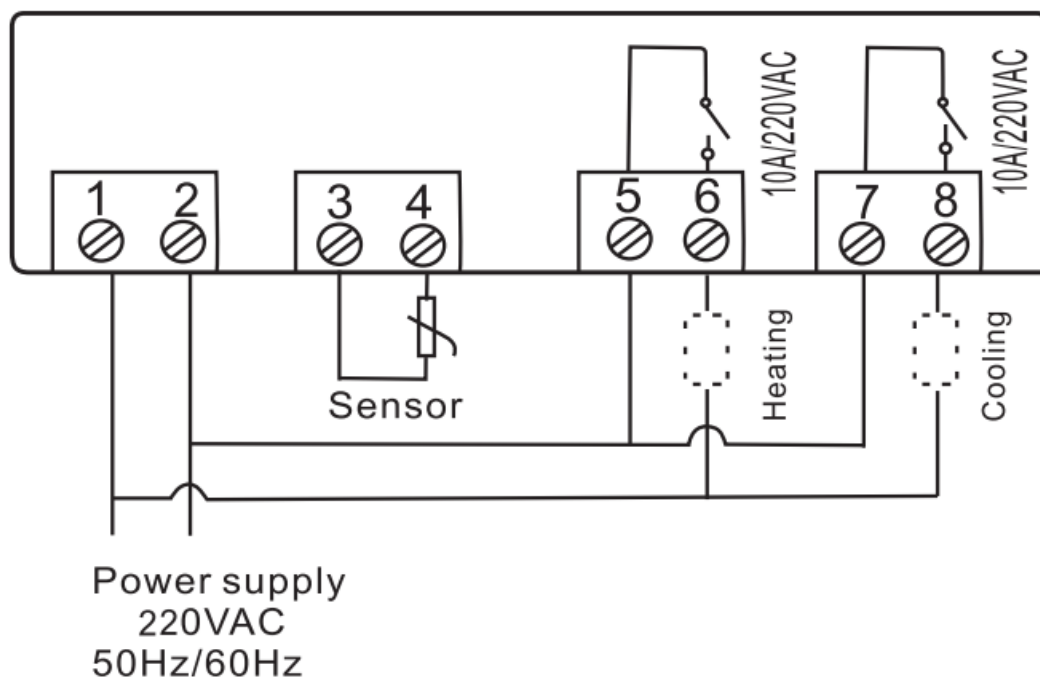 10A/220VAC
10A/220VAC
1 2 3 4 5 6 7 8
Heating
Cooling
Sensor
Power supply
220VAC
50Hz/60Hz